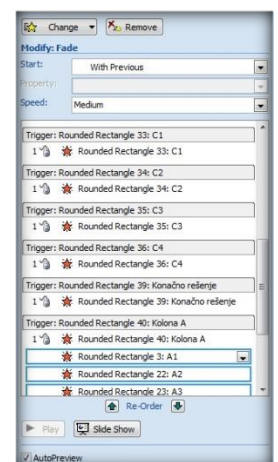 Change Remove
Modify: Fade
Start: With Previous
Property:
Speed: Medium
Trigger: Rounded Rectangle 33: C1
1 Rounded Rectangle 33: C1
Trigger: Rounded Rectangle 34: C2
1 Rounded Rectangle 34: C2
Trigger: Rounded Rectangle 35: C3
1 Rounded Rectangle 35: C3
Trigger: Rounded Rectangle 36: C4
1 Rounded Rectangle 36: C4
Trigger: Rounded Rectangle 39: Konačno rešenje
1 Rounded Rectangle 39: Konačno rešenje
Trigger: Rounded Rectangle 40: Kolona A
1 Rounded Rectangle 40: Kolona A
Rounded Rectangle 3: A1
Rounded Rectangle 22: A2
Rounded Rectangle 23: A3
Re-Order
Play Slide Show
AutoPreview